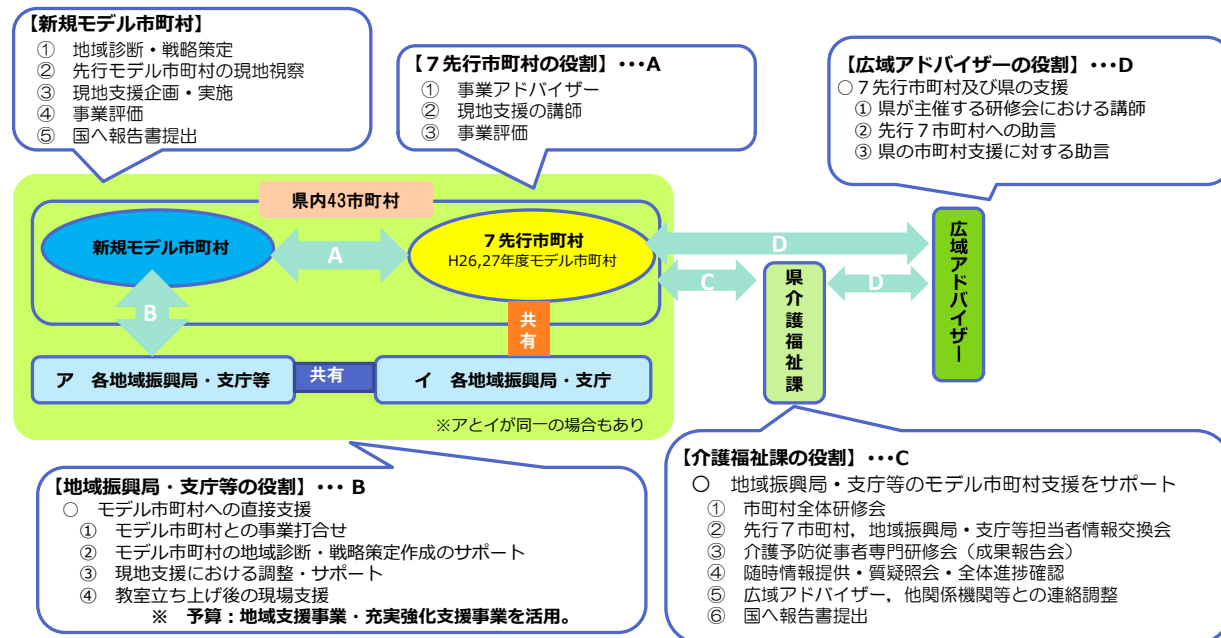 【新規モデル市町村】
① 地域診断・戦略策定
② 先行モデル市町村の現地視察
③ 現地支援企画・実施
④ 事業評価
⑤ 国へ報告書提出
【７先行市町村の役割】・・・A
① 事業アドバイザー
② 現地支援の講師
③ 事業評価
【広域アドバイザーの役割】・・・D
○７先行市町村及び県の支援
① 県が主催する研修会における講師
② 先行７市町村への助言
③ 県の市町村支援に対する助言
県内43市町村
新規モデル市町村
A
７先行市町村
H26,27年度モデル市町村
D
C
D
県介護福祉課
広域アドバイザー
B
共有
ア 各地域振興局・支庁等
共有
イ 各地域振興局・支庁
※アとイが同一の場合もあり
【地域振興局・支庁等の役割】・・・ B
○ モデル市町村への直接支援
① モデル市町村との事業打合せ
② モデル市町村の地域診断・戦略策定作成のサポート
③ 現地支援における調整・サポート
④ 教室立ち上げ後の現場支援
※ 予算：地域支援事業・充実強化支援事業を活用。
【介護福祉課の役割】・・・C
○ 地域振興局・支庁等のモデル市町村支援をサポート
① 市町村全体研修会
② 先行７市町村，地域振興局・支庁等担当者情報交換会
③ 介護予防従事者専門研修会（成果報告会）
④ 随時情報提供・質疑照会・全体進捗確認
⑤ 広域アドバイザー，他関係機関等との連絡調整
⑥ 国へ報告書提出